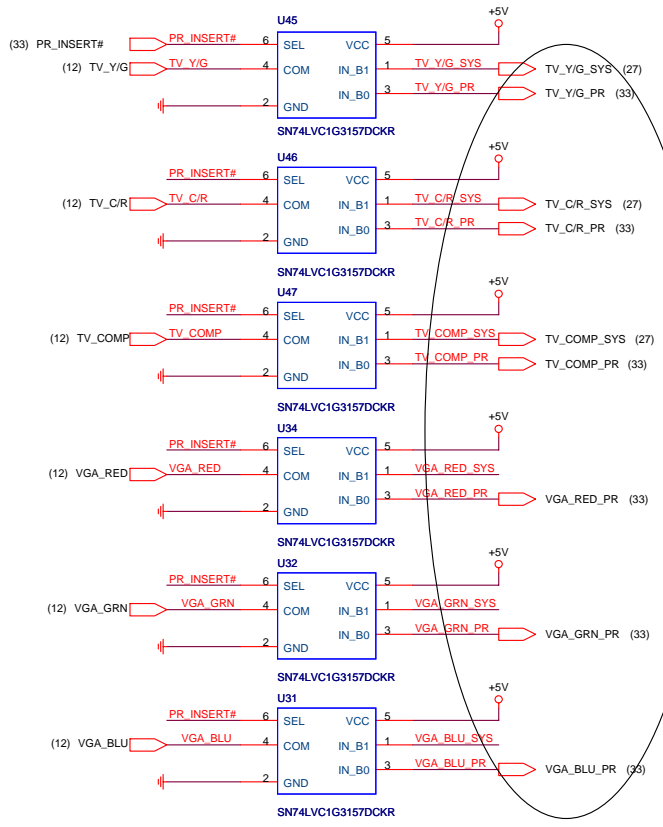 U45
+5V
(33) PR_INSERT# PR_INSERT# 6 SEL VCC 5
(12) TV_Y/G TV_Y/G 4 COM IN_B1 1 TV_Y/G_SYS TV_Y/G_SYS (27)
IN_B0 3 TV_Y/G_PR TV_Y/G_PR (33)
2 GND
SN74LVC1G3157DCKR
U46
+5V
PR_INSERT# 6 SEL VCC 5
(12) TV_C/R TV_C/R 4 COM IN_B1 1 TV_C/R_SYS TV_C/R_SYS (27)
IN_B0 3 TV_C/R_PR TV_C/R_PR (33)
2 GND
SN74LVC1G3157DCKR
U47
+5V
PR_INSERT# 6 SEL VCC 5
(12) TV_COMP TV_COMP 4 COM IN_B1 1 TV_COMP_SYS TV_COMP_SYS (27)
IN_B0 3 TV_COMP_PR TV_COMP_PR (33)
2 GND
SN74LVC1G3157DCKR
U34
+5V
PR_INSERT# 6 SEL VCC 5
(12) VGA_RED VGA_RED 4 COM IN_B1 1 VGA_RED_SYS
IN_B0 3 VGA_RED_PR VGA_RED_PR (33)
2 GND
SN74LVC1G3157DCKR
U32
+5V
PR_INSERT# 6 SEL VCC 5
(12) VGA_GRN VGA_GRN 4 COM IN_B1 1 VGA_GRN_SYS
IN_B0 3 VGA_GRN_PR VGA_GRN_PR (33)
2 GND
SN74LVC1G3157DCKR
U31
+5V
PR_INSERT# 6 SEL VCC 5
(12) VGA_BLU VGA_BLU 4 COM IN_B1 1 VGA_BLU_SYS
IN_B0 3 VGA_BLU_PR VGA_BLU_PR (33)
2 GND
SN74LVC1G3157DCKR